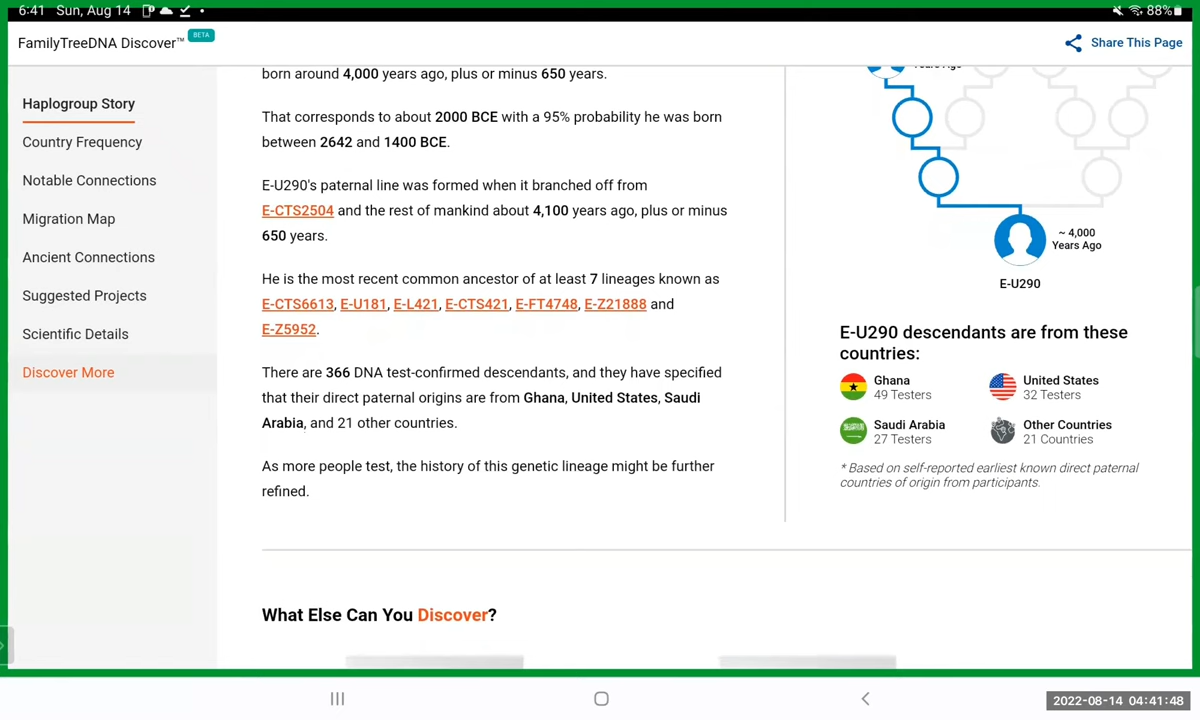 6:41 Sun, Aug 14
88%
FamilyTreeDNA Discover™ BETA
Share This Page
Haplogroup Story
Country Frequency
Notable Connections
Migration Map
Ancient Connections
Suggested Projects
Scientific Details
Discover More
born around 4,000 years ago, plus or minus 650 years.
That corresponds to about 2000 BCE with a 95% probability he was born
between 2642 and 1400 BCE.
E-U290's paternal line was formed when it branched off from
E-CTS2504 and the rest of mankind about 4,100 years ago, plus or minus
650 years.
He is the most recent common ancestor of at least 7 lineages known as
E-CTS6613, E-U181, E-L421, E-CTS421, E-FT4748, E-Z21888 and
E-Z5952.
There are 366 DNA test-confirmed descendants, and they have specified
that their direct paternal origins are from Ghana, United States, Saudi
Arabia, and 21 other countries.
As more people test, the history of this genetic lineage might be further
refined.
Years Ago
~ 4,000
Years Ago
E-U290
E-U290 descendants are from these
countries:
Ghana
49 Testers
United States
32 Testers
Saudi Arabia
27 Testers
Other Countries
21 Countries
* Based on self-reported earliest known direct paternal
countries of origin from participants.
What Else Can You Discover?
2022-08-14 04:41:48